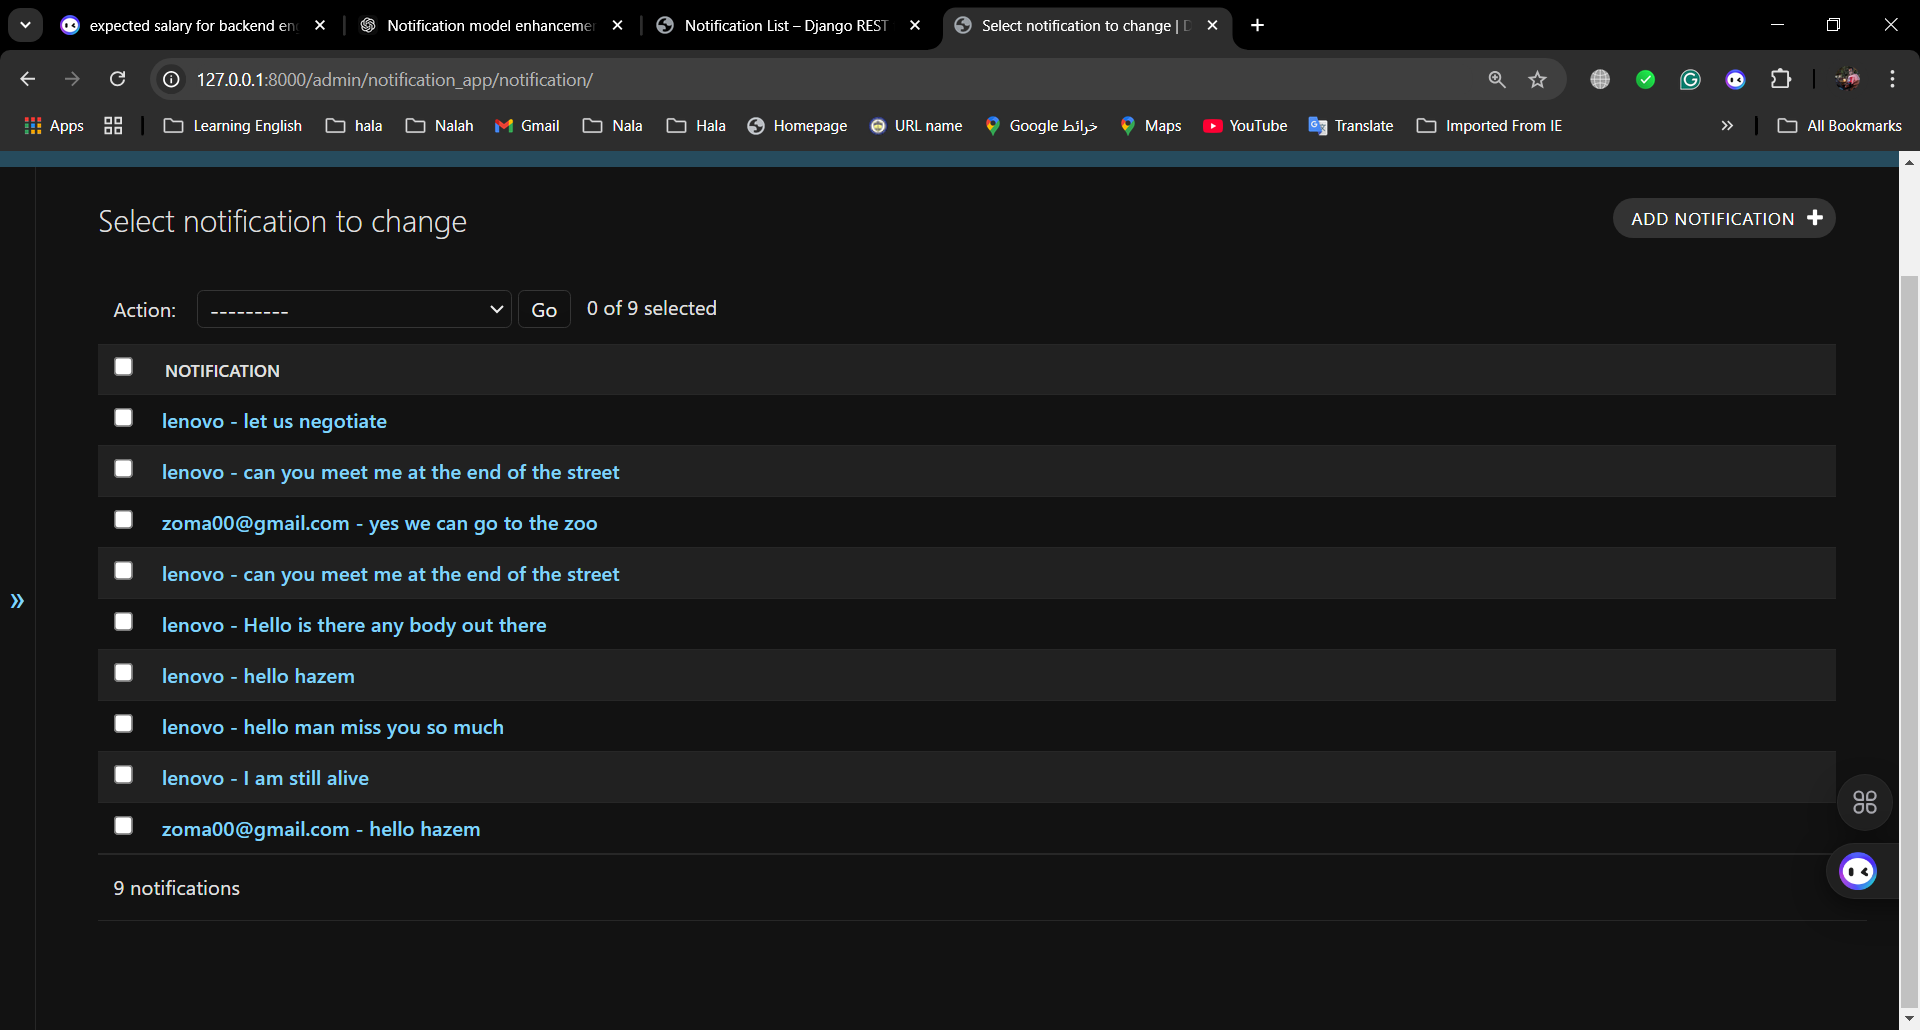 expected salary for backend en
Notification model enhancemen
Notification List – Django REST
Select notification to change | D
127.0.0.1:8000/admin/notification_app/notification/
Apps
Learning English
hala
Nalah
Gmail
Nala
Hala
Homepage
URL name
Google خرائط
Maps
YouTube
Translate
Imported From IE
All Bookmarks
Select notification to change
ADD NOTIFICATION
Action: --------- Go 0 of 9 selected
NOTIFICATION
lenovo - let us negotiate
lenovo - can you meet me at the end of the street
zoma00@gmail.com - yes we can go to the zoo
lenovo - can you meet me at the end of the street
lenovo - Hello is there any body out there
lenovo - hello hazem
lenovo - hello man miss you so much
lenovo - I am still alive
zoma00@gmail.com - hello hazem
9 notifications